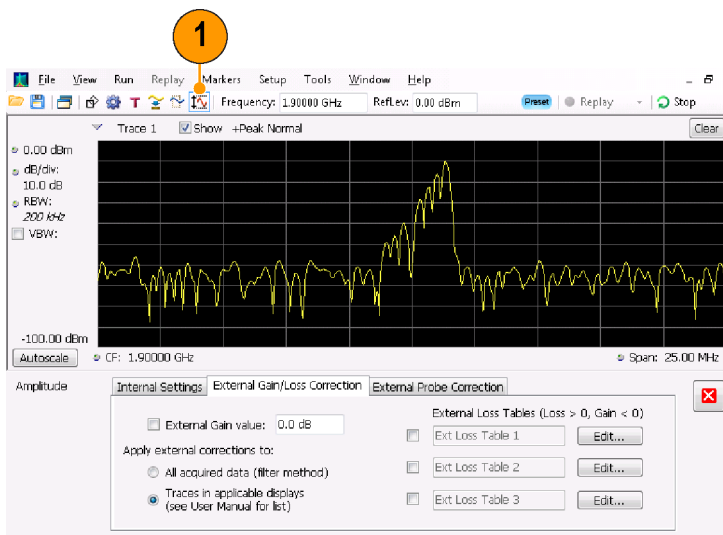 1
File View Run Replay Markers Setup Tools Window Help
T Frequency: 1.90000 GHz RefLev: 0.00 dBm Preset Replay Stop
Trace 1 Show +Peak Normal Clear
0.00 dBm
dB/div:
10.0 dB
RBW:
200 kHz
VBW:
-100.00 dBm
Autoscale CF: 1.90000 GHz Span: 25.00 MHz
Amplitude Internal Settings External Gain/Loss Correction External Probe Correction
External Loss Tables (Loss > 0, Gain < 0)
External Gain value: 0.0 dB Ext Loss Table 1 Edit...
Apply external corrections to:
All acquired data (filter method) Ext Loss Table 2 Edit...
Traces in applicable displays
(see User Manual for list) Ext Loss Table 3 Edit...